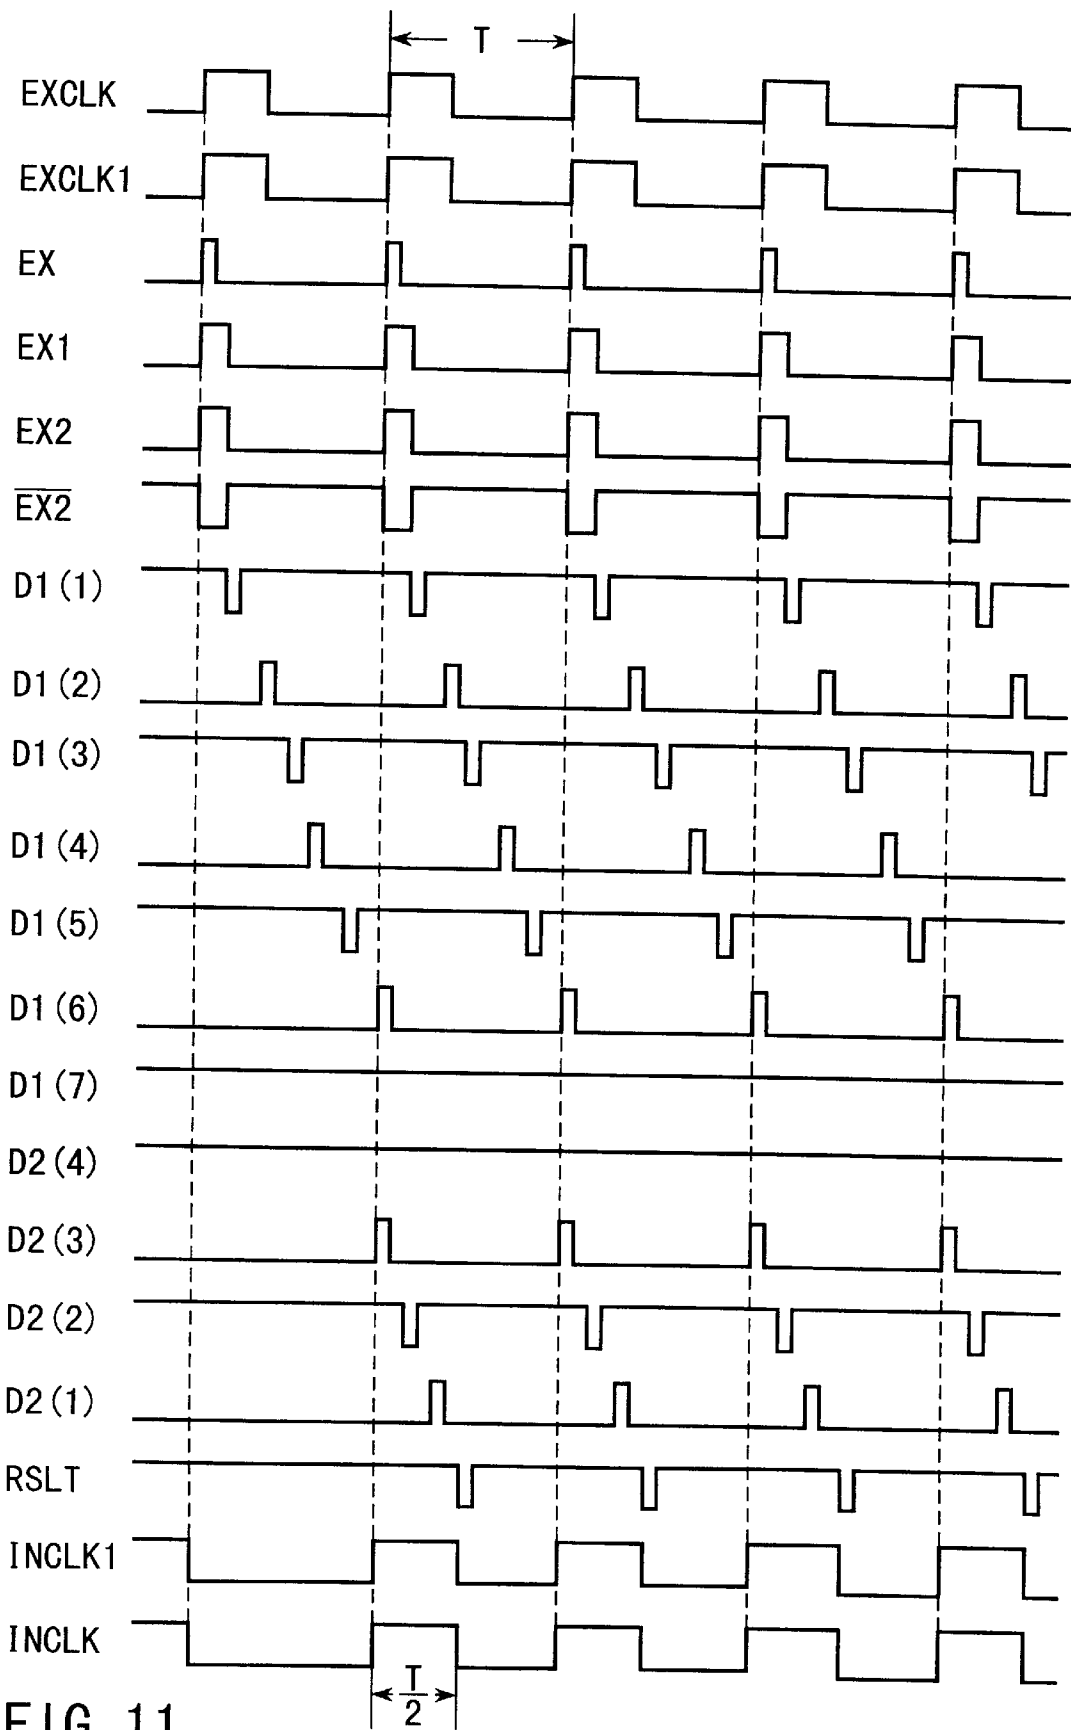 T
EXCLK
EXCLK1
EX
EX1
EX2
E̅X̅2̅
D1(1)
D1(2)
D1(3)
D1(4)
D1(5)
D1(6)
D1(7)
D2(4)
D2(3)
D2(2)
D2(1)
RSLT
INCLK1
INCLK
T
2
FIG. 11